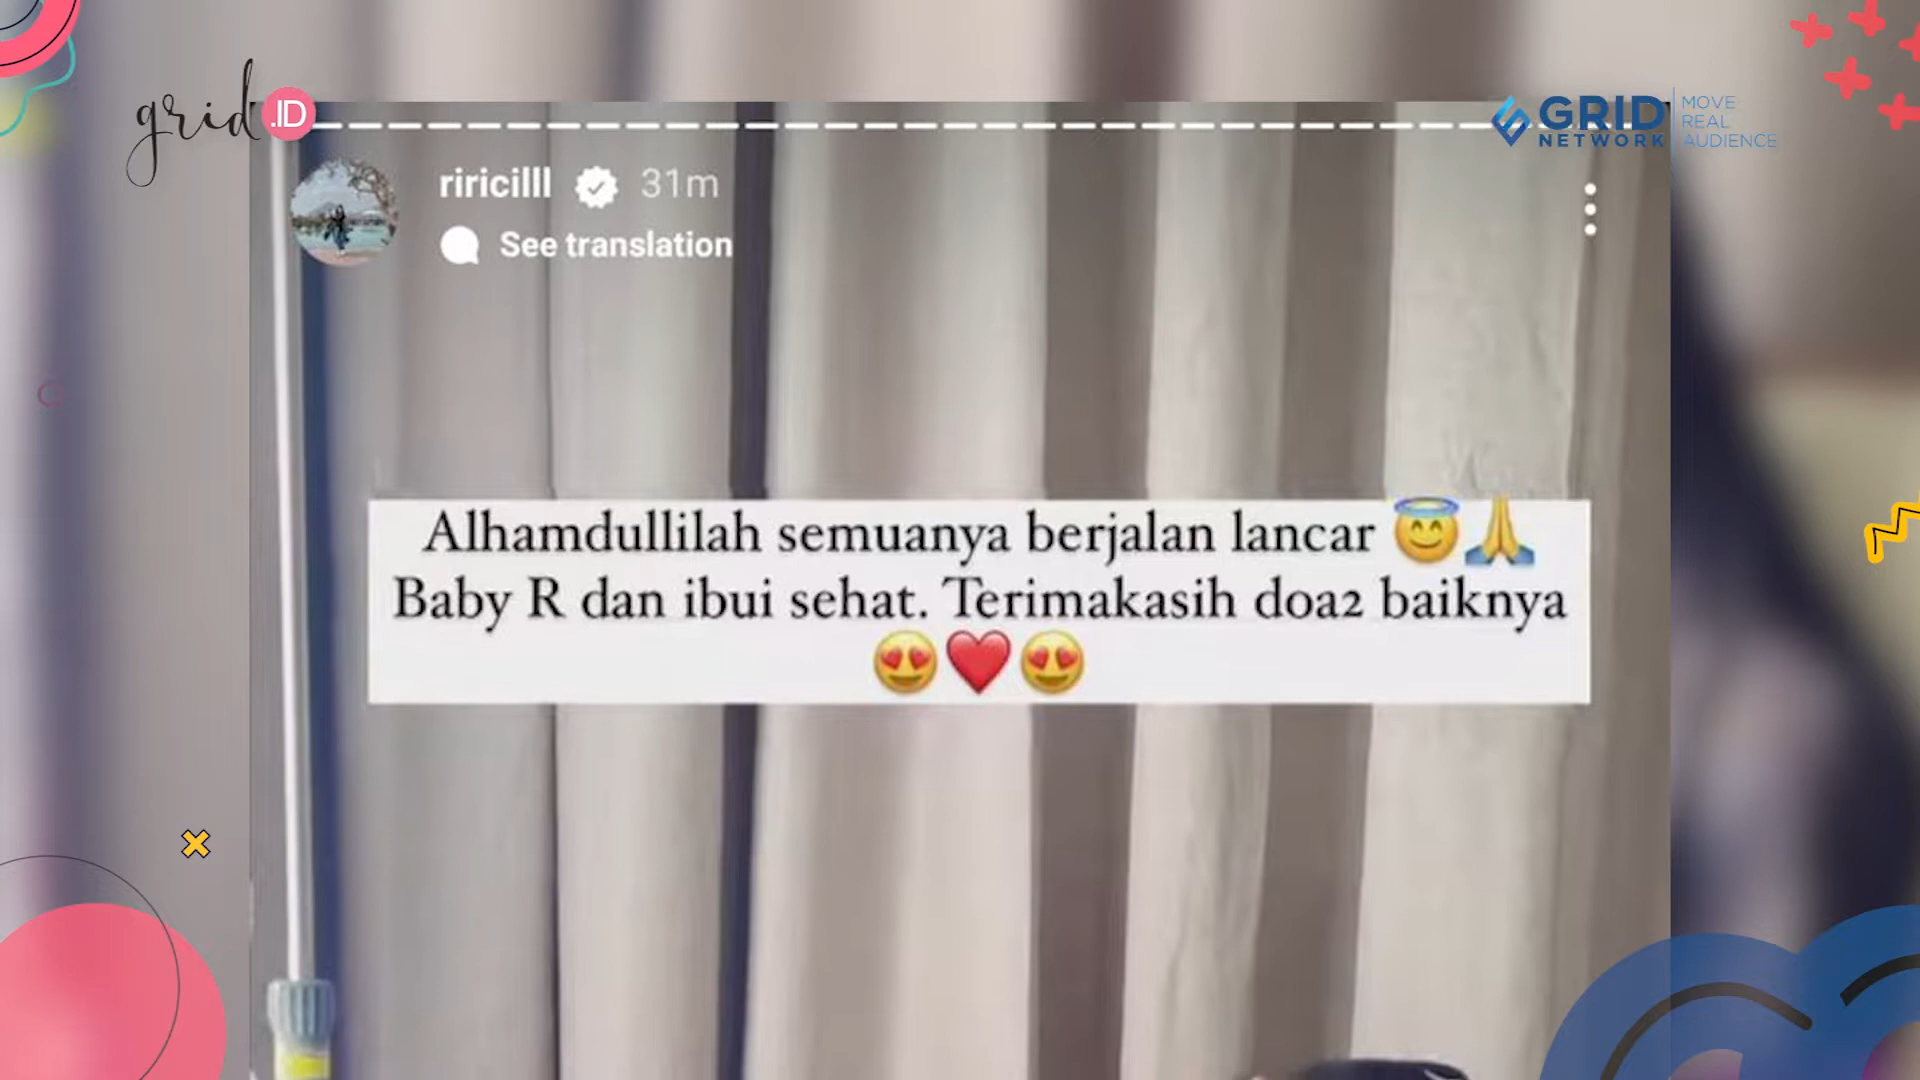 grid.ID
GRID
NETWORK
MOVE
REAL
AUDIENCE
riricilll 31m
See translation
Alhamdullilah semuanya berjalan lancar 😇🙏
Baby R dan ibui sehat. Terimakasih doa2 baiknya
😍❤️😍